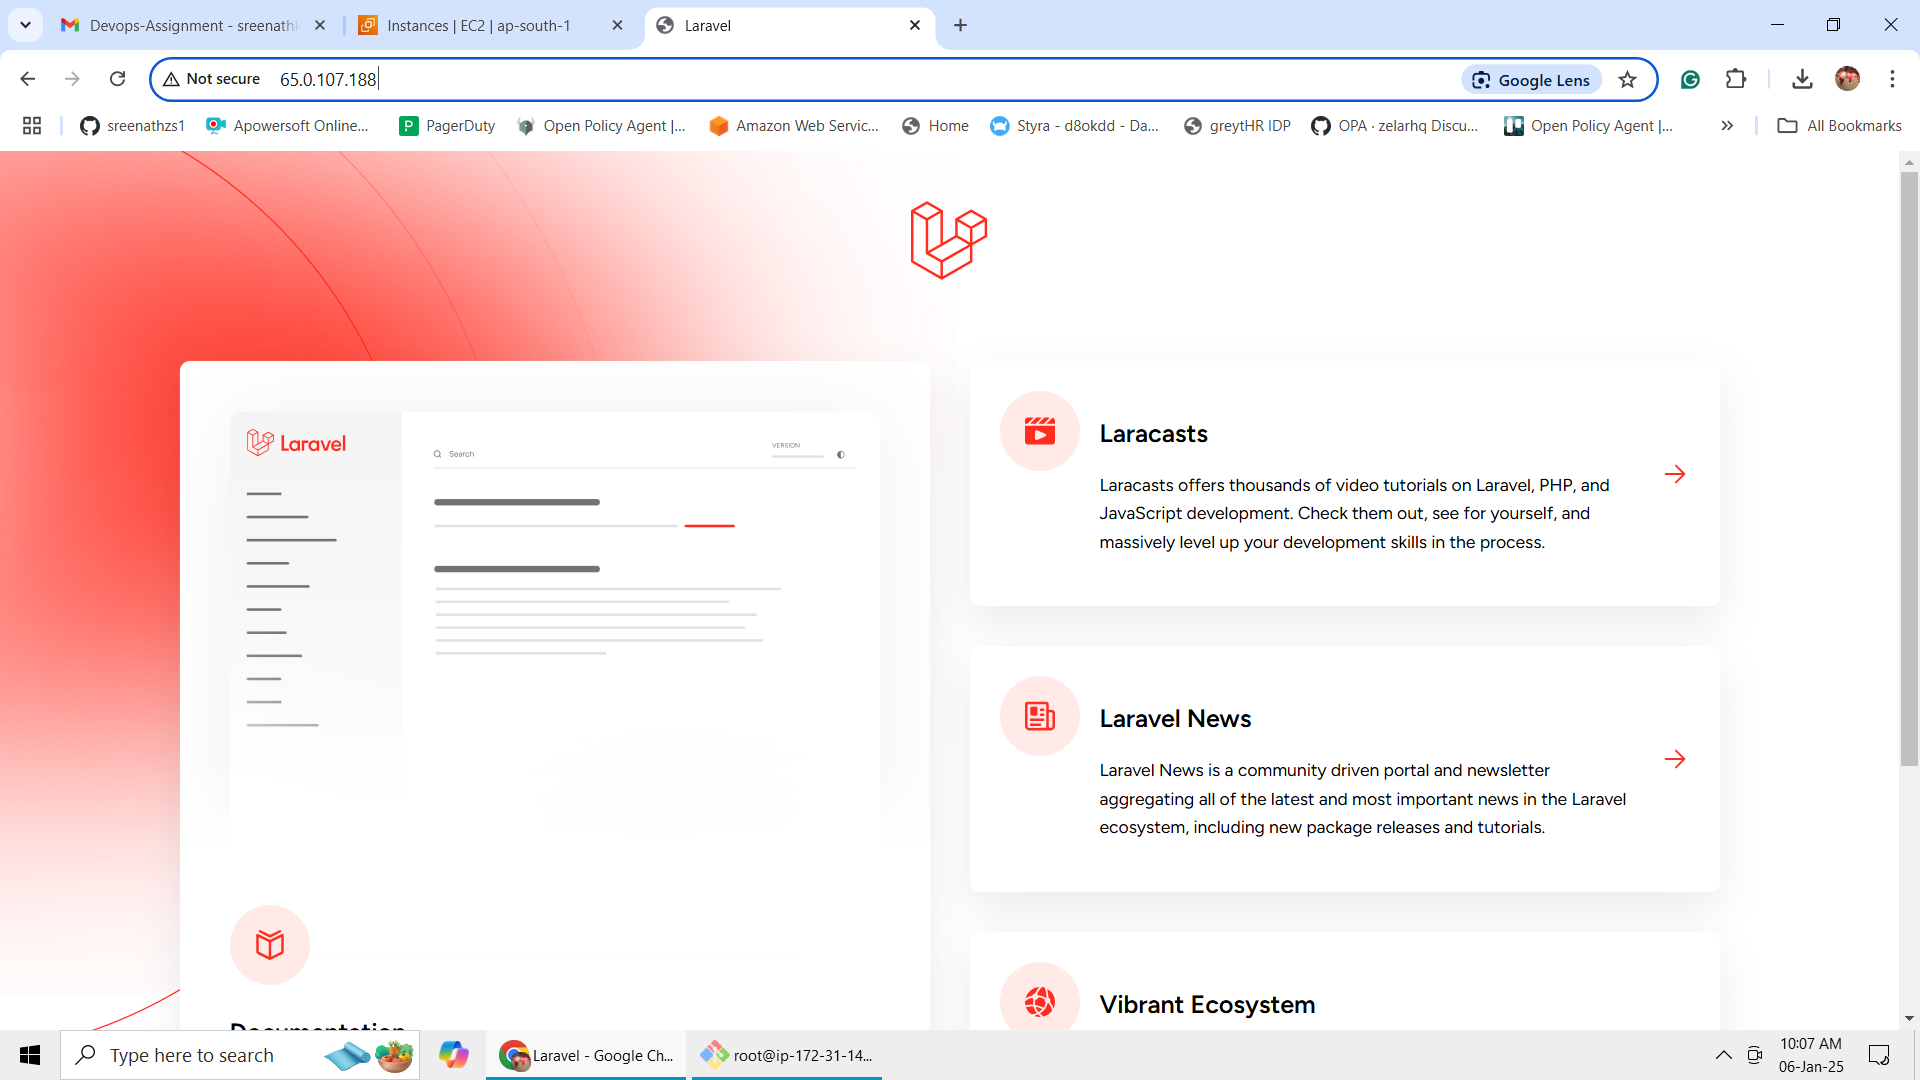 Devops-Assignment - sreenathk
Instances | EC2 | ap-south-1
Laravel
Not secure
65.0.107.188
Google Lens
sreenathzs1
Apowersoft Online...
PagerDuty
Open Policy Agent |...
Amazon Web Servic...
Home
Styra - d8okdd - Da...
greytHR IDP
OPA · zelarhq Discu...
Open Policy Agent |...
All Bookmarks
Laravel
Search
VERSION
Documentation
Laracasts
Laracasts offers thousands of video tutorials on Laravel, PHP, and
JavaScript development. Check them out, see for yourself, and
massively level up your development skills in the process.
Laravel News
Laravel News is a community driven portal and newsletter
aggregating all of the latest and most important news in the Laravel
ecosystem, including new package releases and tutorials.
Vibrant Ecosystem
Type here to search
Laravel - Google Ch...
root@ip-172-31-14...
10:07 AM
06-Jan-25